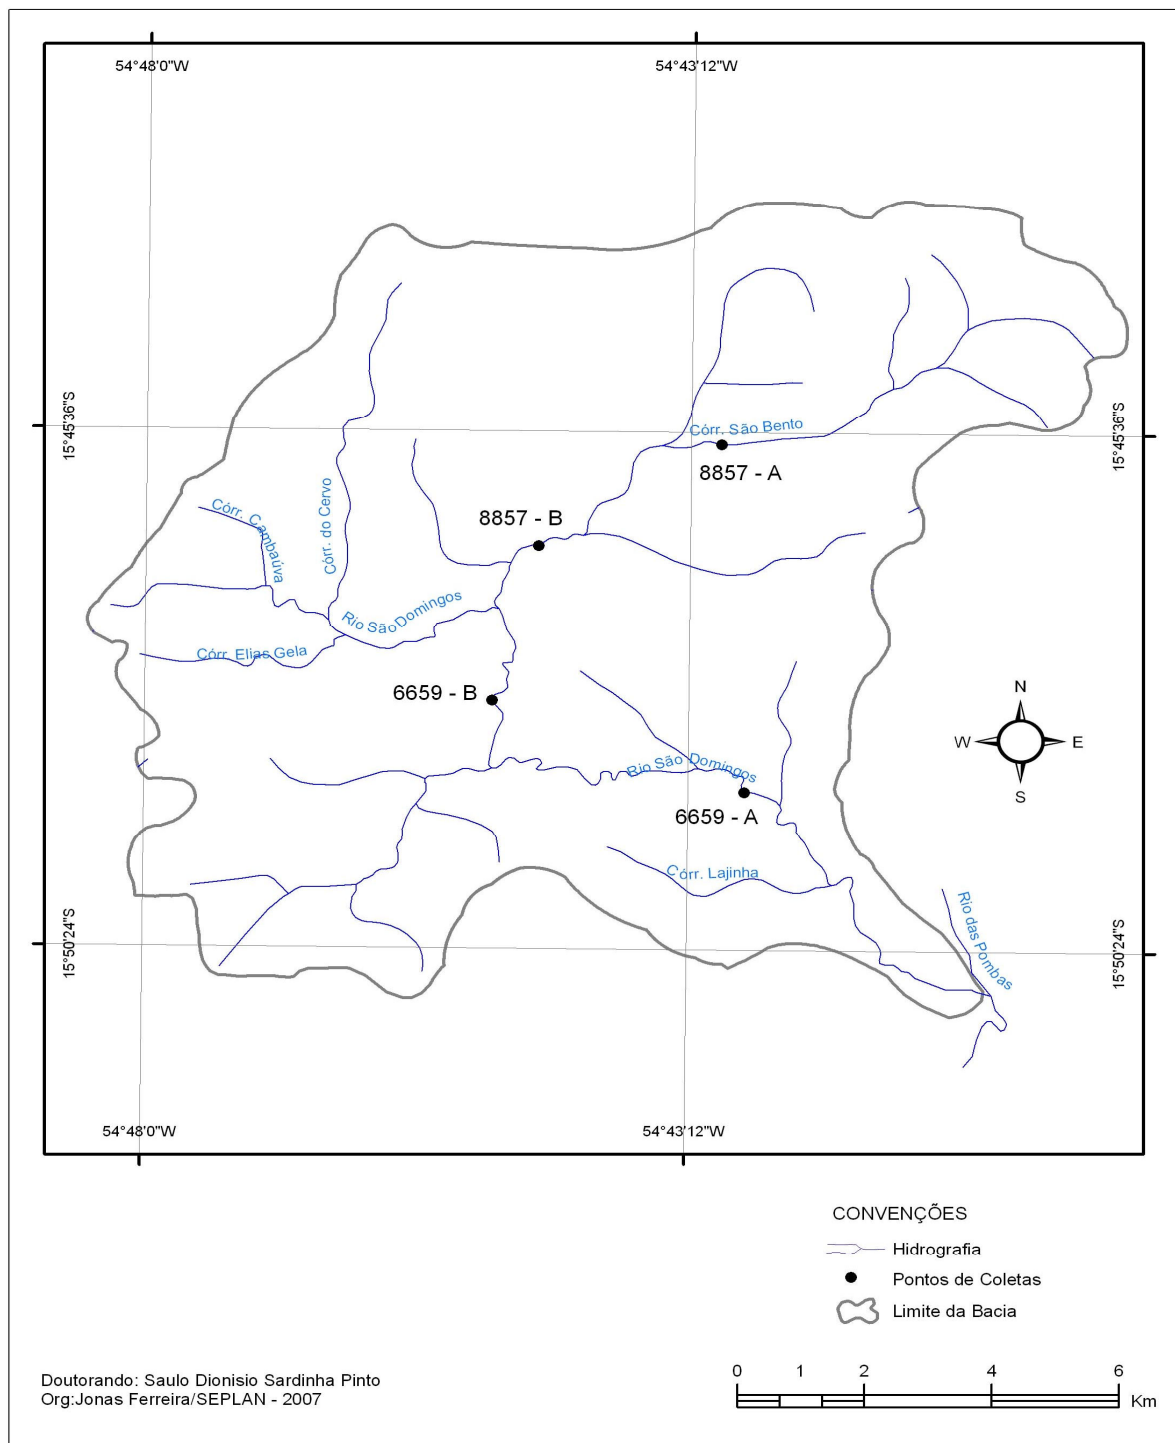 54°48'0"W
54°43'12"W
15°45'36"S
15°45'36"S
Córr. São Bento
8857 - A
Córr. Cambaúva
Córr. do Cervo
8857 - B
Rio São Domingos
Córr. Elias Gela
6659 - B
N
W
E
S
Rio São Domingos
6659 - A
Córr. Lajinha
Rio das Pombas
15°50'24"S
15°50'24"S
54°48'0"W
54°43'12"W
CONVENÇÕES
Hidrografia
Pontos de Coletas
Limite da Bacia
0 1 2 4 6
Km
Doutorando: Saulo Dionisio Sardinha Pinto
Org:Jonas Ferreira/SEPLAN - 2007